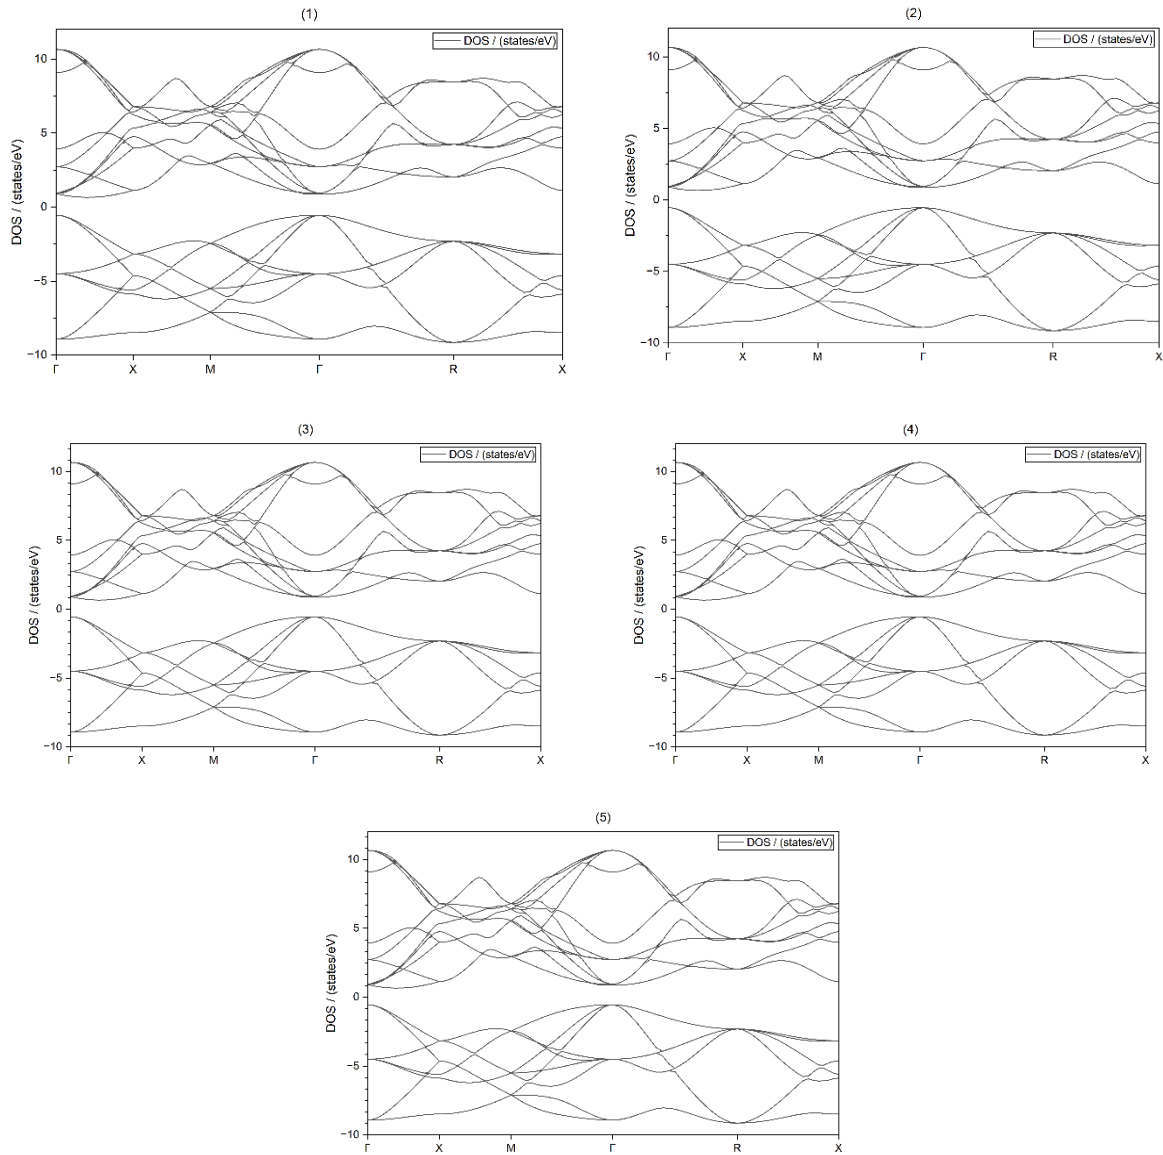 (1)
DOS / (states/eV)
10
5
0
−5
−10
DOS / (states/eV)
Γ X M Γ R X
(2)
DOS / (states/eV)
10
5
0
−5
−10
DOS / (states/eV)
Γ X M Γ R X
(3)
DOS / (states/eV)
10
5
0
−5
−10
DOS / (states/eV)
Γ X M Γ R X
(4)
DOS / (states/eV)
10
5
0
−5
−10
DOS / (states/eV)
Γ X M Γ R X
(5)
DOS / (states/eV)
10
5
0
−5
−10
DOS / (states/eV)
Γ X M Γ R X